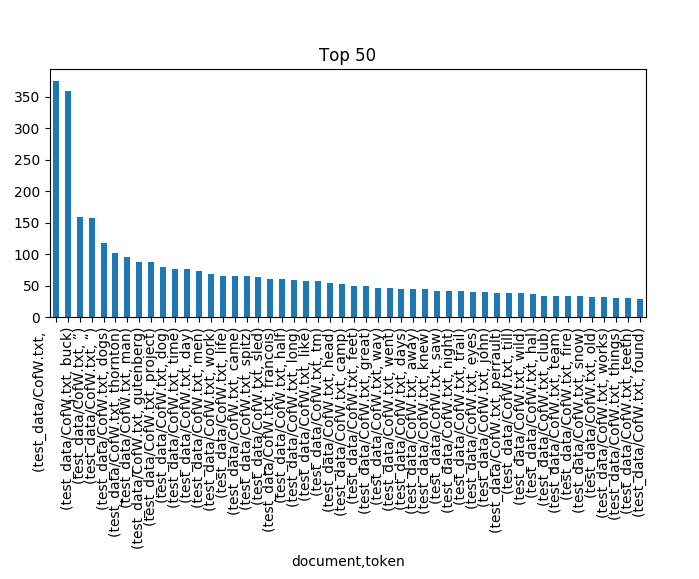 Top 50
350
300
250
200
150
100
50
0
(test_data/CofW.txt,
(test_data/CofW.txt, buck)
(test_data/CofW.txt, ”)
(test_data/CofW.txt, “)
(test_data/CofW.txt, dogs)
(test_data/CofW.txt, thornton)
(test_data/CofW.txt, man)
(test_data/CofW.txt, gutenberg)
(test_data/CofW.txt, project)
(test_data/CofW.txt, dog)
(test_data/CofW.txt, time)
(test_data/CofW.txt, day)
(test_data/CofW.txt, men)
(test_data/CofW.txt, work)
(test_data/CofW.txt, life)
(test_data/CofW.txt, came)
(test_data/CofW.txt, spitz)
(test_data/CofW.txt, sled)
(test_data/CofW.txt, francois)
(test_data/CofW.txt, half)
(test_data/CofW.txt, long)
(test_data/CofW.txt, like)
(test_data/CofW.txt, tm)
(test_data/CofW.txt, head)
(test_data/CofW.txt, camp)
(test_data/CofW.txt, feet)
(test_data/CofW.txt, great)
(test_data/CofW.txt, way)
(test_data/CofW.txt, went)
(test_data/CofW.txt, days)
(test_data/CofW.txt, away)
(test_data/CofW.txt, knew)
(test_data/CofW.txt, saw)
(test_data/CofW.txt, night)
(test_data/CofW.txt, trail)
(test_data/CofW.txt, eyes)
(test_data/CofW.txt, john)
(test_data/CofW.txt, perrault)
(test_data/CofW.txt, till)
(test_data/CofW.txt, wild)
(test_data/CofW.txt, hal)
(test_data/CofW.txt, club)
(test_data/CofW.txt, team)
(test_data/CofW.txt, fire)
(test_data/CofW.txt, snow)
(test_data/CofW.txt, old)
(test_data/CofW.txt, works)
(test_data/CofW.txt, things)
(test_data/CofW.txt, teeth)
(test_data/CofW.txt, found)
document,token